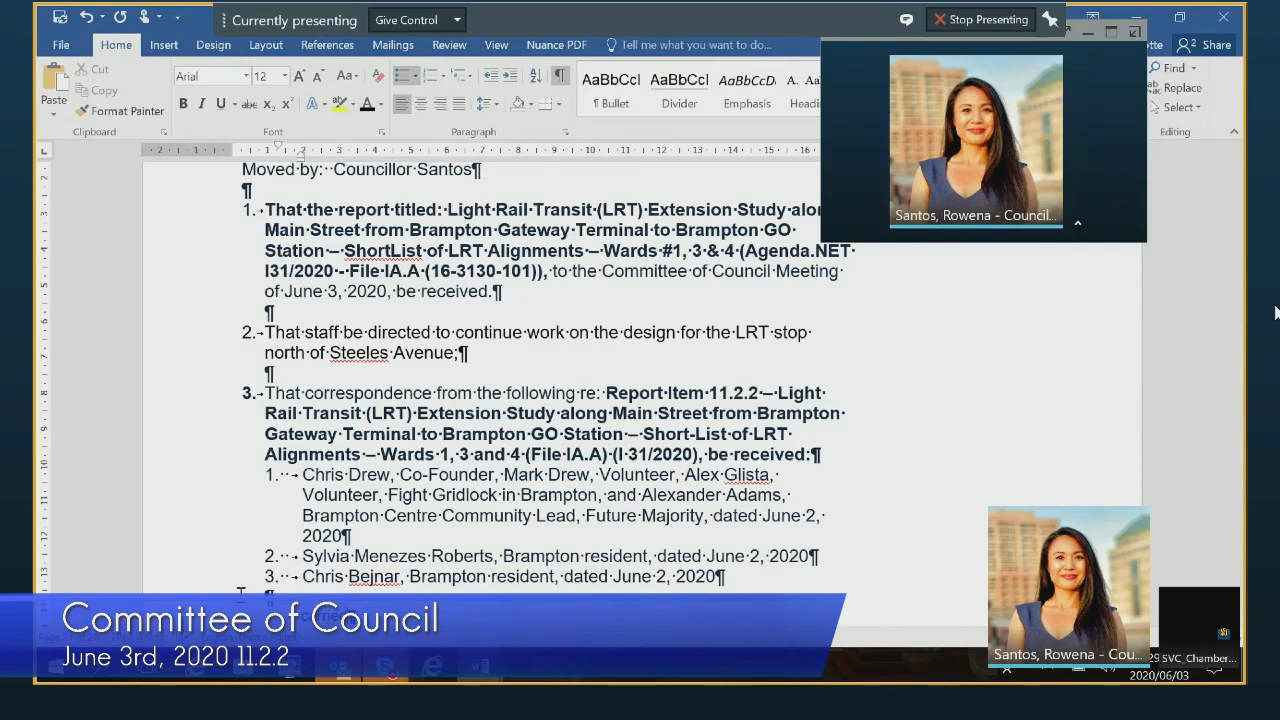 Currently presenting
Give Control
Stop Presenting
File
Home
Insert
Design
Layout
References
Mailings
Review
View
Nuance PDF
Tell me what you want to do...
Share
Paste
Cut
Copy
Format Painter
Clipboard
Arial
12
Font
Paragraph
AaBbCcl
AaBbCcl
AaBbCcD
¶ Bullet
Divider
Emphasis
Headi
Find
Replace
Select
Editing
Santos, Rowena - Council...
Moved by: Councillor Santos¶
¶
1. That the report titled: Light Rail Transit (LRT) Extension Study alon
Main Street from Brampton Gateway Terminal to Brampton GO
Station – ShortList of LRT Alignments – Wards #1, 3 & 4 (Agenda.NET
I31/2020 - File IA.A (16-3130-101)), to the Committee of Council Meeting
of June 3, 2020, be received.¶
¶
2. That staff be directed to continue work on the design for the LRT stop
north of Steeles Avenue;¶
¶
3. That correspondence from the following re: Report Item 11.2.2 – Light
Rail Transit (LRT) Extension Study along Main Street from Brampton
Gateway Terminal to Brampton GO Station – Short-List of LRT
Alignments – Wards 1, 3 and 4 (File IA.A) (I 31/2020), be received:¶
1. Chris Drew, Co-Founder, Mark Drew, Volunteer, Alex Glista,
Volunteer, Fight Gridlock in Brampton, and Alexander Adams,
Brampton Centre Community Lead, Future Majority, dated June 2,
2020¶
2. Sylvia Menezes Roberts, Brampton resident, dated June 2, 2020¶
3. Chris Bejnar, Brampton resident, dated June 2, 2020¶
¶
Committee of Council
June 3rd, 2020 11.2.2
Santos, Rowena - Cou...
SVC_Chamber...
2020/06/03